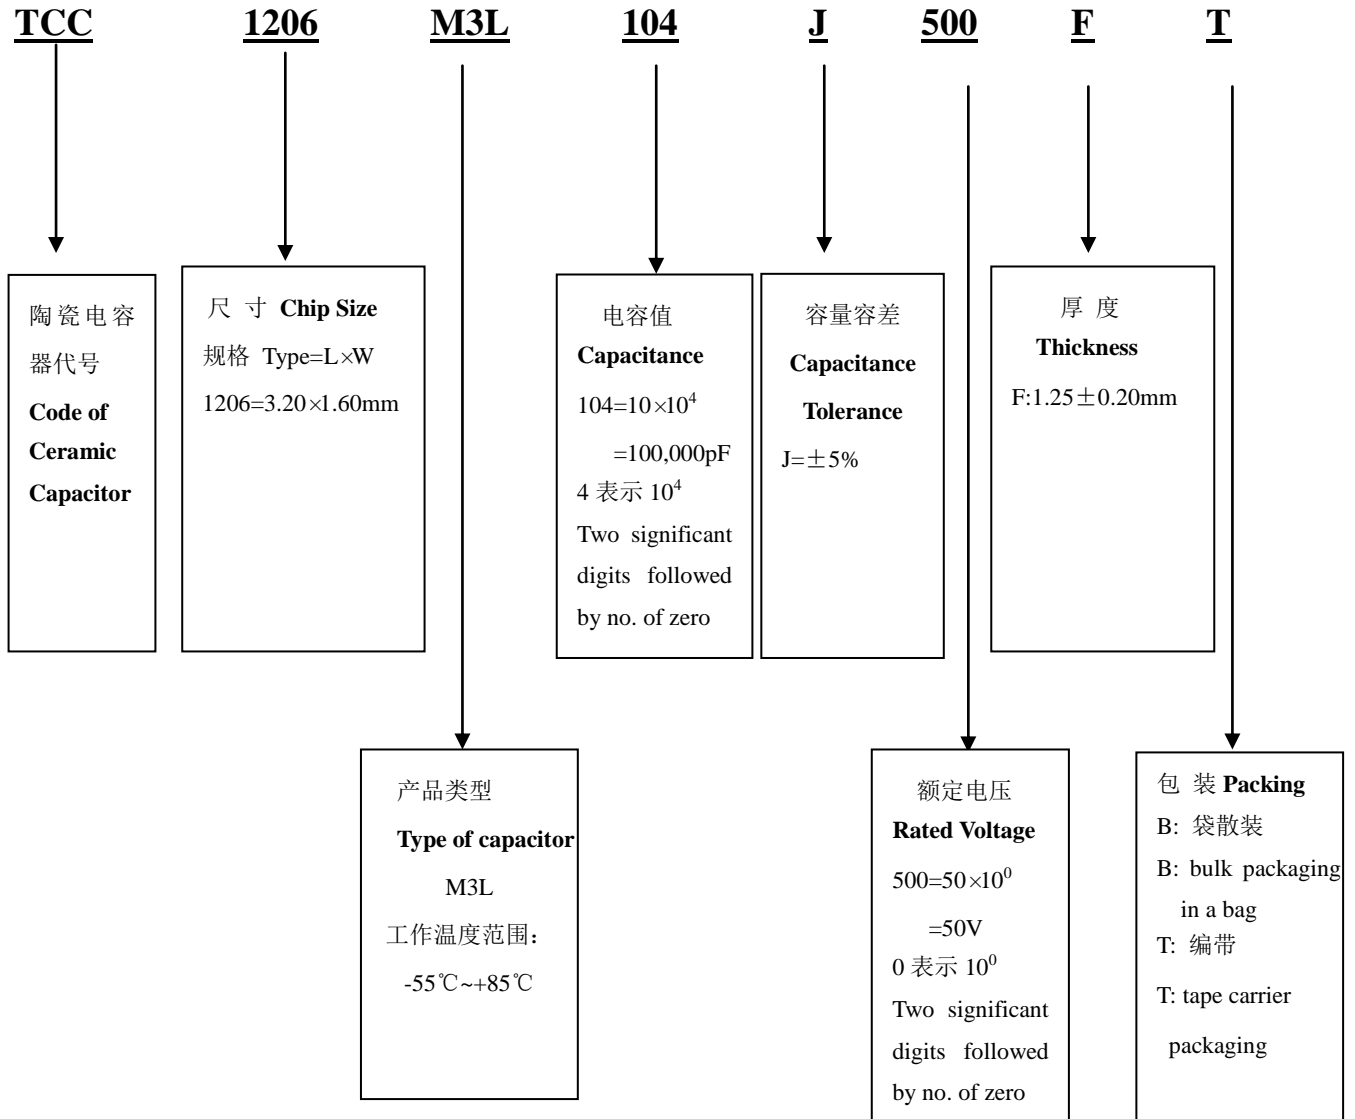 TCC 1206 M3L 104 J 500 F T
陶瓷电容
器代号
Code of
Ceramic
Capacitor
尺 寸 Chip Size
规格 Type=L×W
1206=3.20×1.60mm
电容值
Capacitance
104=10×10⁴
=100,000pF
4 表示 10⁴
Two significant
digits followed
by no. of zero
容量容差
Capacitance
Tolerance
J=±5%
厚 度
Thickness
F:1.25±0.20mm
产品类型
Type of capacitor
M3L
工作温度范围：
-55℃~+85℃
额定电压
Rated Voltage
500=50×10⁰
=50V
0 表示 10⁰
Two significant
digits followed
by no. of zero
包 装 Packing
B: 袋散装
B: bulk packaging
in a bag
T: 编带
T: tape carrier
packaging